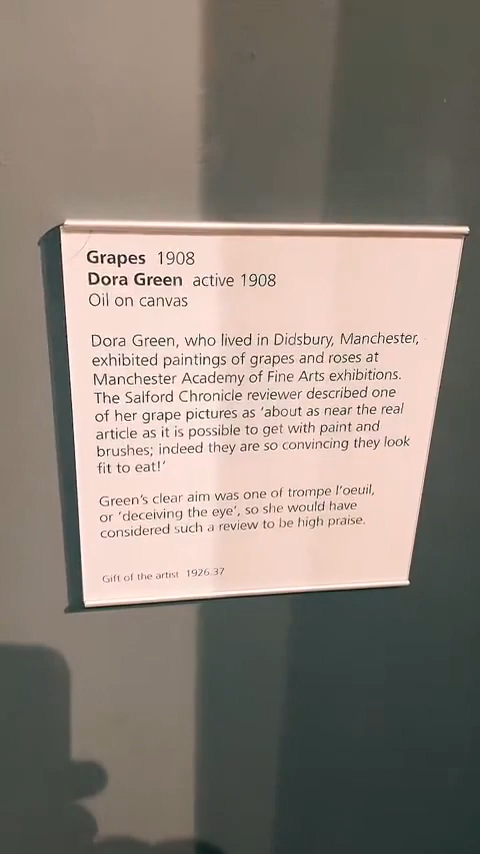 Grapes 1908
Dora Green active 1908
Oil on canvas
Dora Green, who lived in Didsbury, Manchester,
exhibited paintings of grapes and roses at
Manchester Academy of Fine Arts exhibitions.
The Salford Chronicle reviewer described one
of her grape pictures as ‘about as near the real
article as it is possible to get with paint and
brushes; indeed they are so convincing they look
fit to eat!’
Green’s clear aim was one of trompe l’oeuil,
or ‘deceiving the eye’, so she would have
considered such a review to be high praise.
Gift of the artist 1926.37